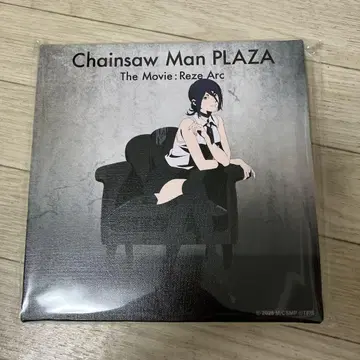 Chainsaw Man PLAZA
The Movie : Reze Arc